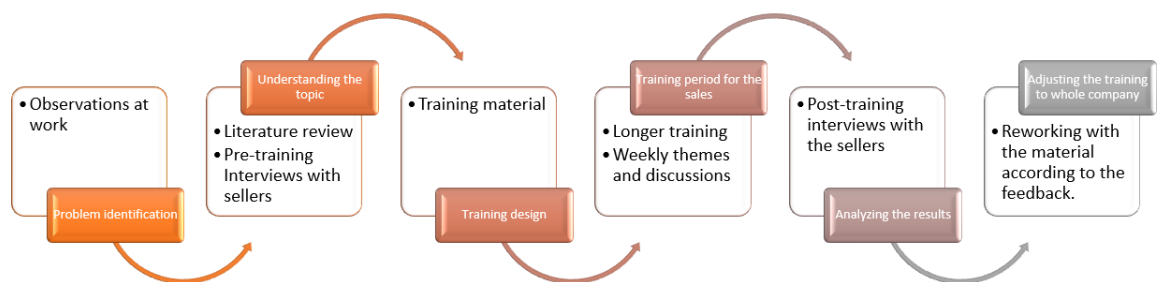 • Observations at
work
Problem identification
Understanding the
topic
• Literature review
• Pre-training
Interviews with
sellers
• Training material
Training design
Training period for the
sales
• Longer training
• Weekly themes
and discussions
• Post-training
interviews with
the sellers
Analyzing the results
Adjusting the training
to whole company
• Reworking with
the material
according to the
feedback.